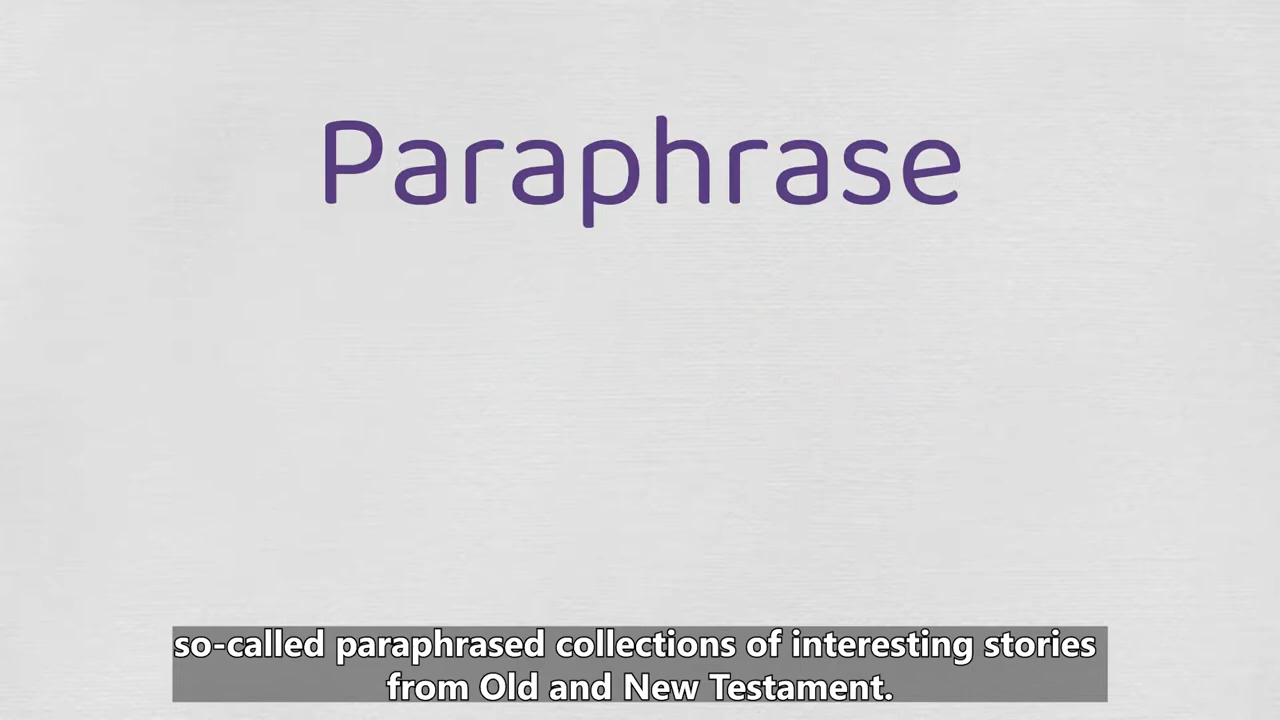 Paraphrase
so-called paraphrased collections of interesting stories
from Old and New Testament.